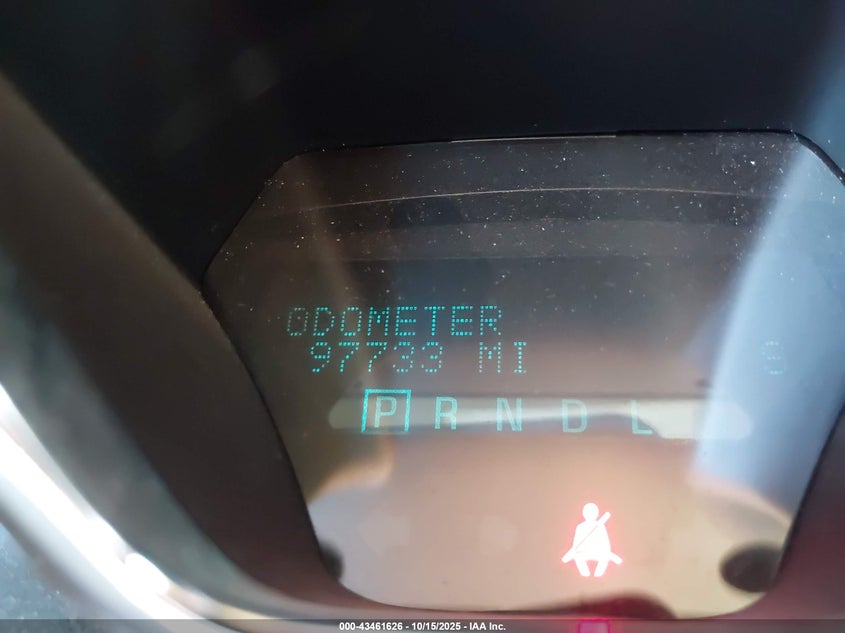 ODOMETER
97733 MI S
P R N D L
000-43461626 - 10/15/2025 - IAA Inc.